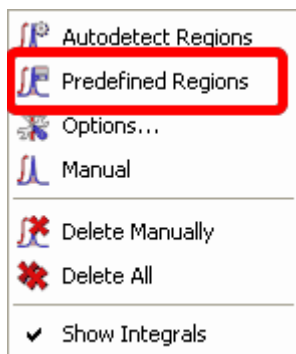 Autodetect Regions
Predefined Regions
Options...
Manual
Delete Manually
Delete All
Show Integrals